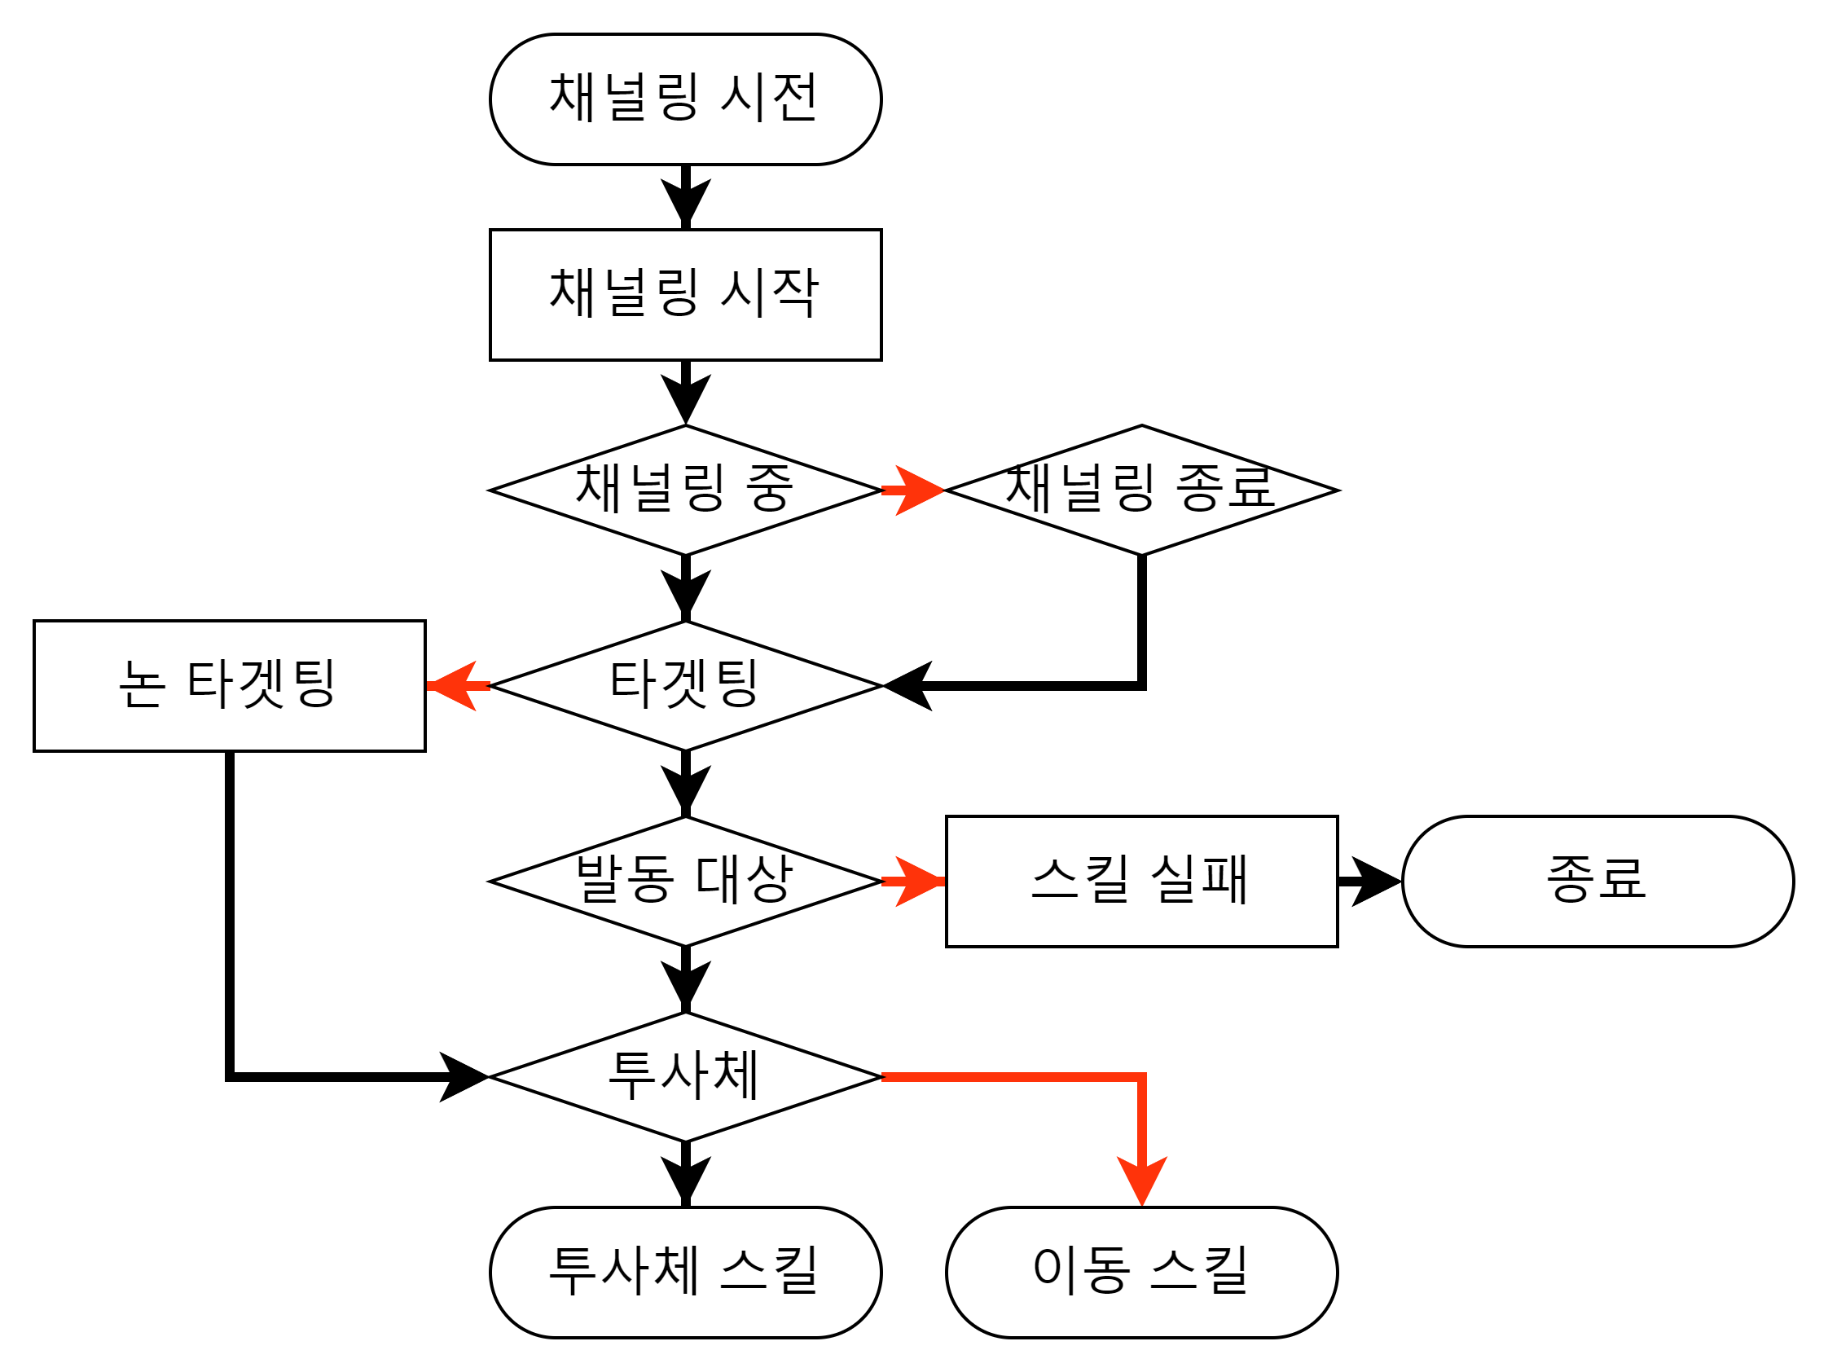 채널링 시전
채널링 시작
채널링 중
채널링 종료
논 타겟팅
타겟팅
발동 대상
스킬 실패
종료
투사체
투사체 스킬
이동 스킬